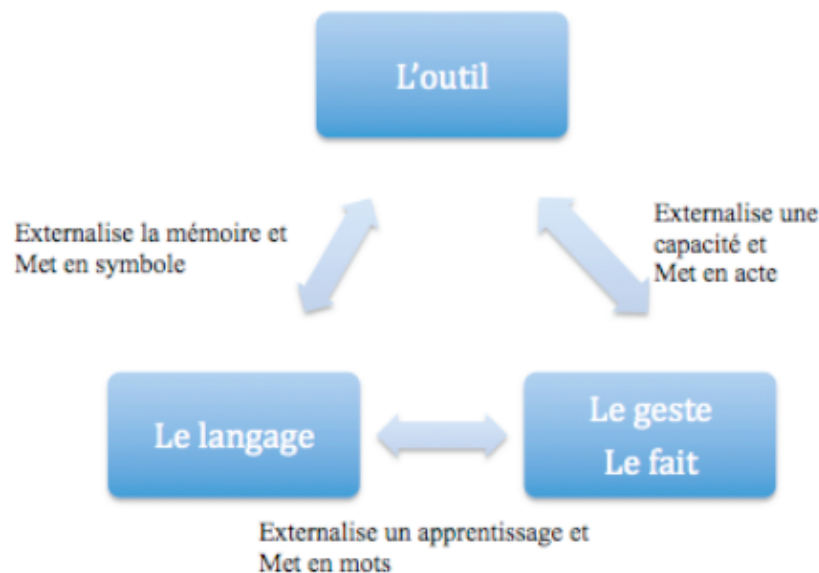 L'outil
Externalise la mémoire et
Met en symbole
Externalise une
capacité et
Met en acte
Le langage
Le geste
Le fait
Externalise un apprentissage et
Met en mots